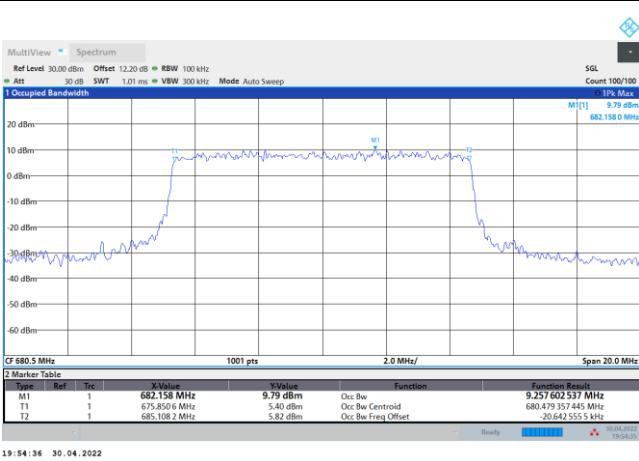 MultiView Spectrum
Ref Level 30.00 dBm Offset 12.20 dB RBW 100 kHz SGL
Att 30 dB SWT 1.01 ms VBW 300 kHz Mode Auto Sweep Count 100/100
1 Occupied Bandwidth 1Pk Max
M1[1] 9.79 dBm
682.158 0 MHz
20 dBm
M1
10 dBm
T1 T2
0 dBm
-10 dBm
-20 dBm
-30 dBm
-40 dBm
-50 dBm
-60 dBm
CF 680.5 MHz 1001 pts 2.0 MHz/ Span 20.0 MHz
2 Marker Table
Type Ref Trc X-Value Y-Value Function Function Result
M1 1 682.158 MHz 9.79 dBm Occ Bw 9.257 602 537 MHz
T1 1 675.850 6 MHz 5.40 dBm Occ Bw Centroid 680.479 357 445 MHz
T2 1 685.108 2 MHz 5.82 dBm Occ Bw Freq Offset -20.642 555 5 kHz
Ready 30.04.2022
19:54:35
19:54:36 30.04.2022